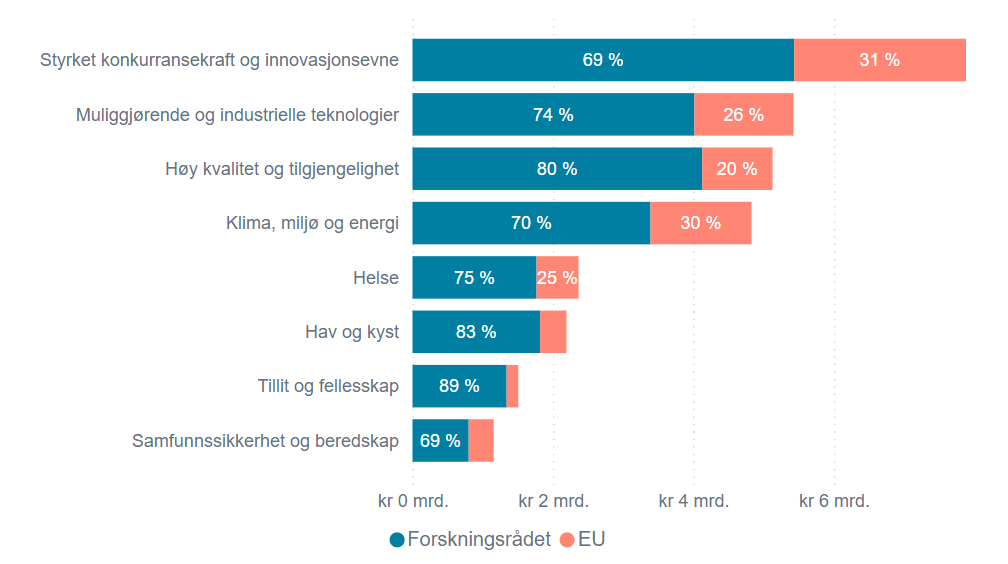 Styrket konkurransekraft og innovasjonsevne 69 % 31 %
Muliggjørende og industrielle teknologier 74 % 26 %
Høy kvalitet og tilgjengelighet 80 % 20 %
Klima, miljø og energi 70 % 30 %
Helse 75 % 25 %
Hav og kyst 83 %
Tillit og fellesskap 89 %
Samfunnssikkerhet og beredskap 69 %
kr 0 mrd. kr 2 mrd. kr 4 mrd. kr 6 mrd.
Forskningsrådet EU